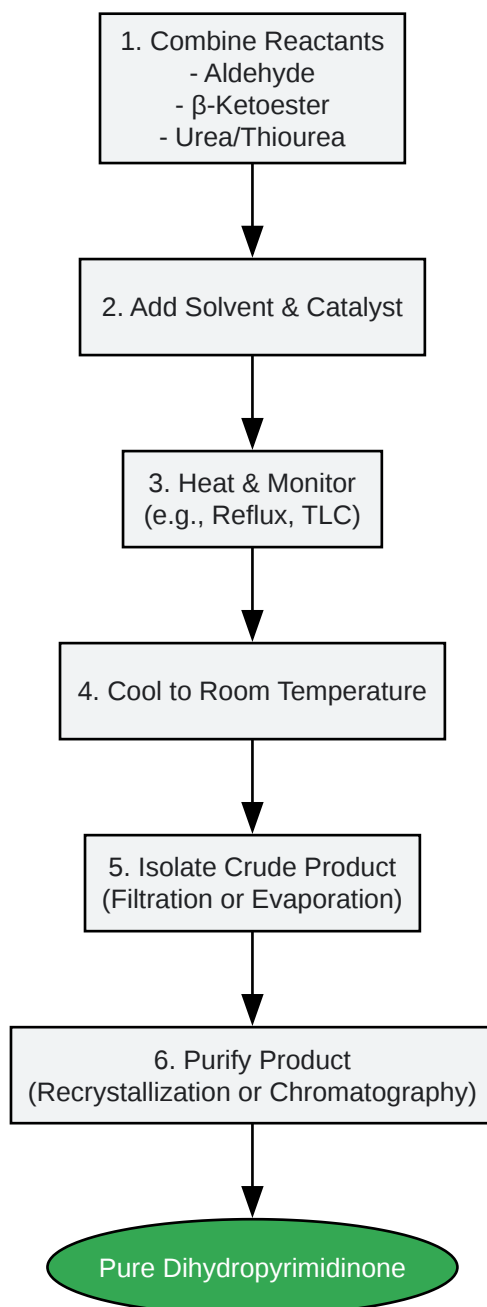 1. Combine Reactants
- Aldehyde
- β-Ketoester
- Urea/Thiourea
2. Add Solvent & Catalyst
3. Heat & Monitor
(e.g., Reflux, TLC)
4. Cool to Room Temperature
5. Isolate Crude Product
(Filtration or Evaporation)
6. Purify Product
(Recrystallization or Chromatography)
Pure Dihydropyrimidinone